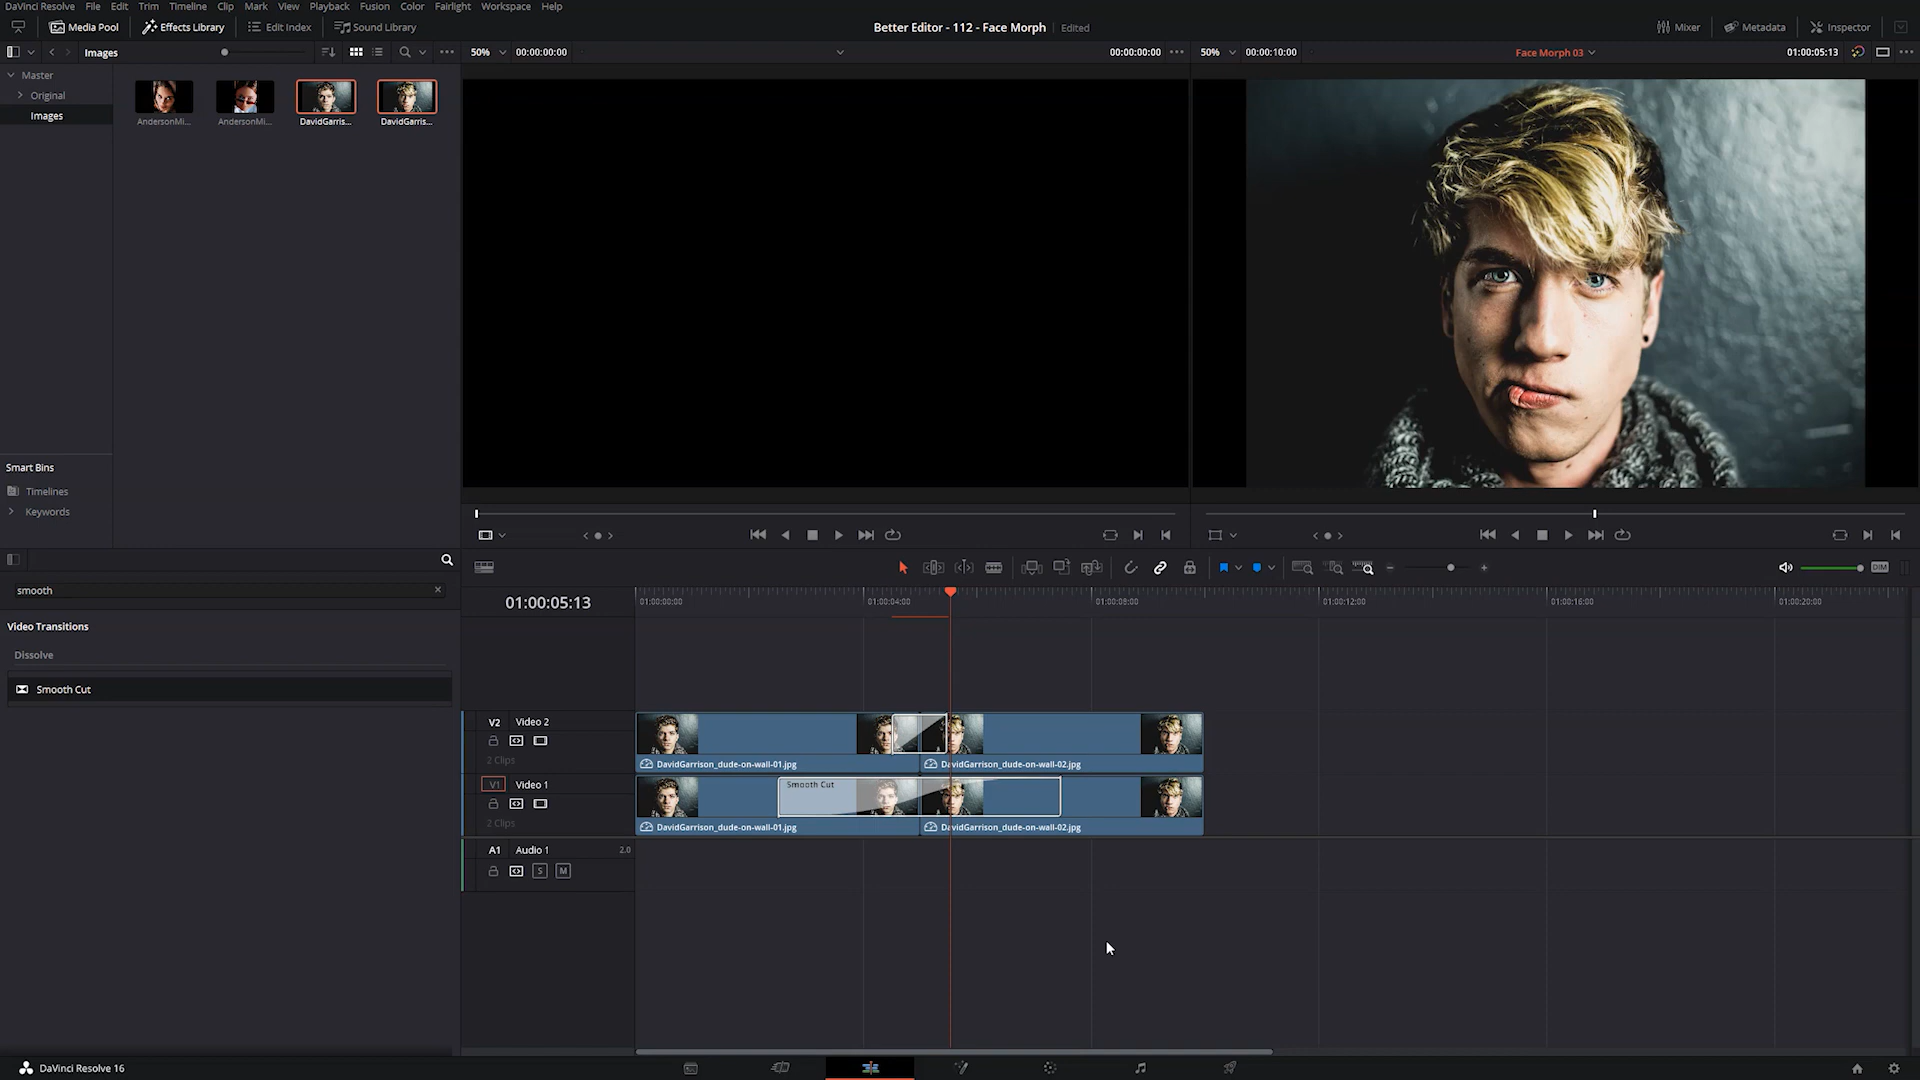 DaVinci Resolve File Edit Trim Timeline Clip Mark View Playback Fusion Color Fairlight Workspace Help
Media Pool Effects Library Edit Index Sound Library Better Editor - 112 - Face Morph Edited Mixer Metadata Inspector
Images 50% 00:00:00:00 00:00:00:00 50% 00:00:10:00 Face Morph 03 01:00:05:13
Master
Original
Images
AndersonMi... AndersonMi... DavidGarris... DavidGarris...
Smart Bins
Timelines
Keywords
smooth
Video Transitions
Dissolve
Smooth Cut
DIM
01:00:05:13 01:00:00:00 01:00:04:00 01:00:08:00 01:00:12:00 01:00:16:00 01:00:20:00
V2 Video 2
2 Clips
DavidGarrison_dude-on-wall-01.jpg DavidGarrison_dude-on-wall-02.jpg
V1 Video 1
Smooth Cut
2 Clips
DavidGarrison_dude-on-wall-01.jpg DavidGarrison_dude-on-wall-02.jpg
A1 Audio 1 2.0
S M
DaVinci Resolve 16